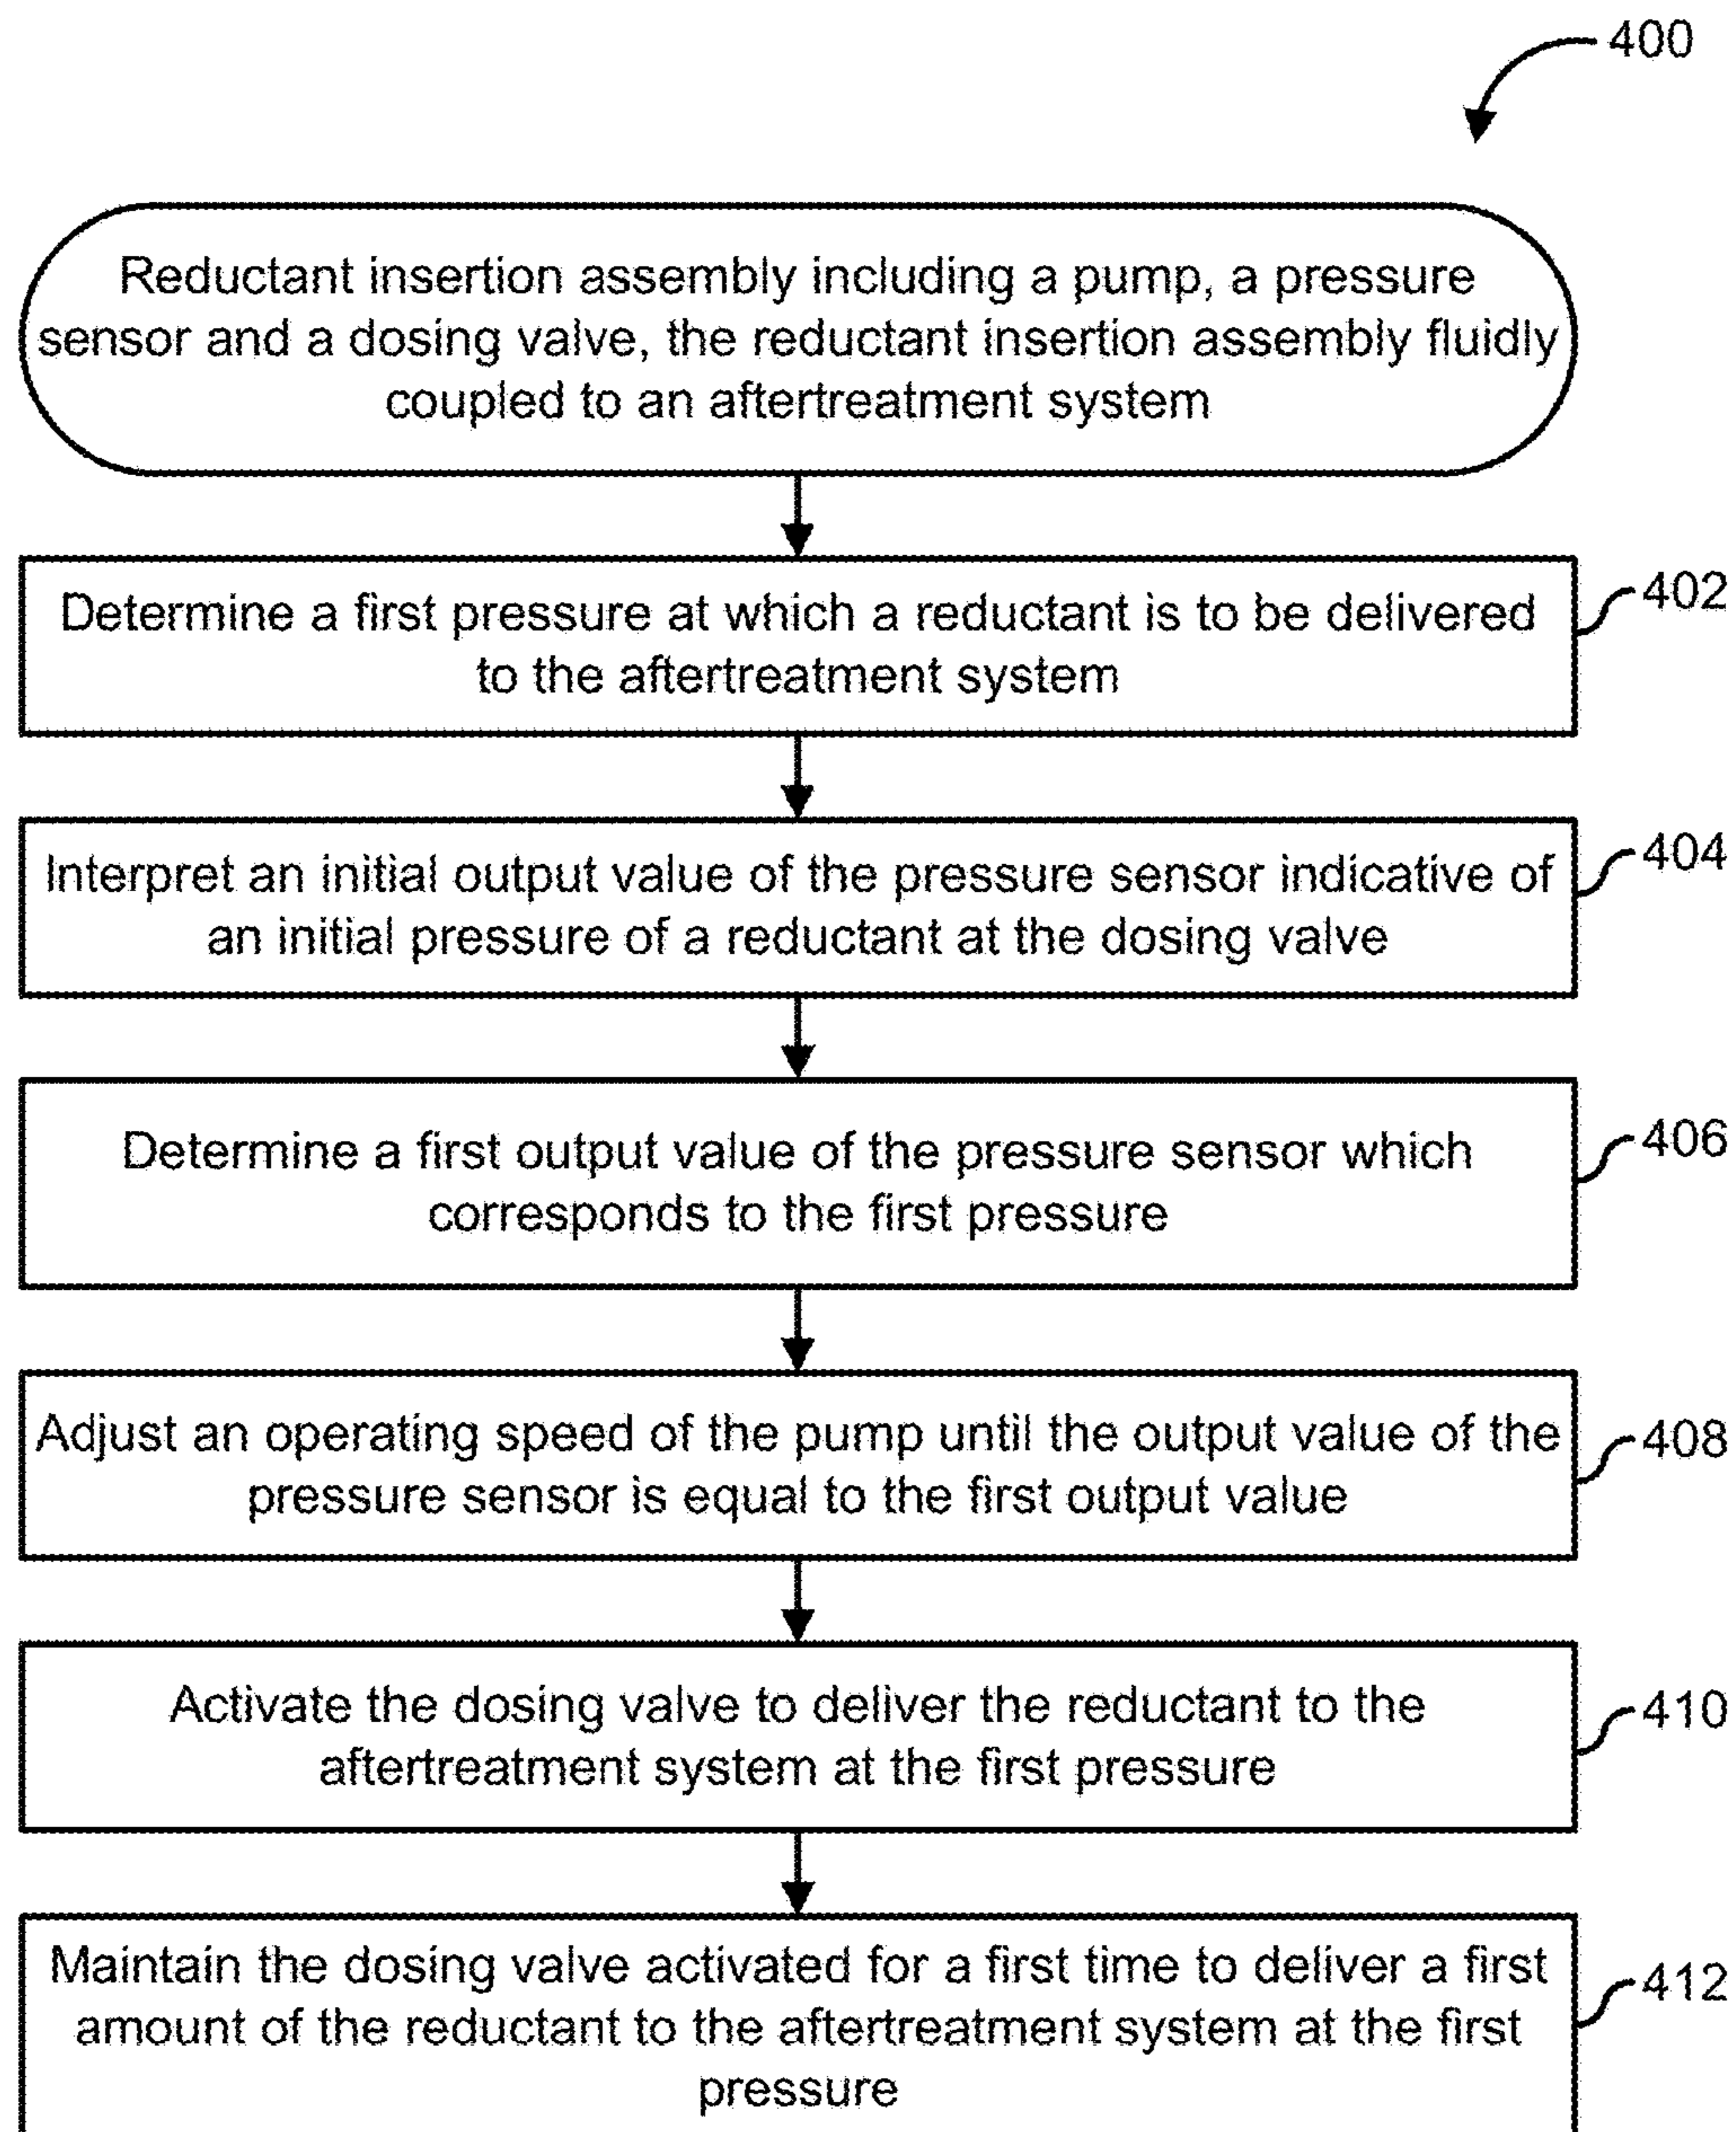 400
Reductant insertion assembly including a pump, a pressure
sensor and a dosing valve, the reductant insertion assembly fluidly
coupled to an aftertreatment system
Determine a first pressure at which a reductant is to be delivered
to the aftertreatment system
402
Interpret an initial output value of the pressure sensor indicative of
an initial pressure of a reductant at the dosing valve
404
Determine a first output value of the pressure sensor which
corresponds to the first pressure
406
Adjust an operating speed of the pump until the output value of the
pressure sensor is equal to the first output value
408
Activate the dosing valve to deliver the reductant to the
aftertreatment system at the first pressure
410
Maintain the dosing valve activated for a first time to deliver a first
amount of the reductant to the aftertreatment system at the first
pressure
412